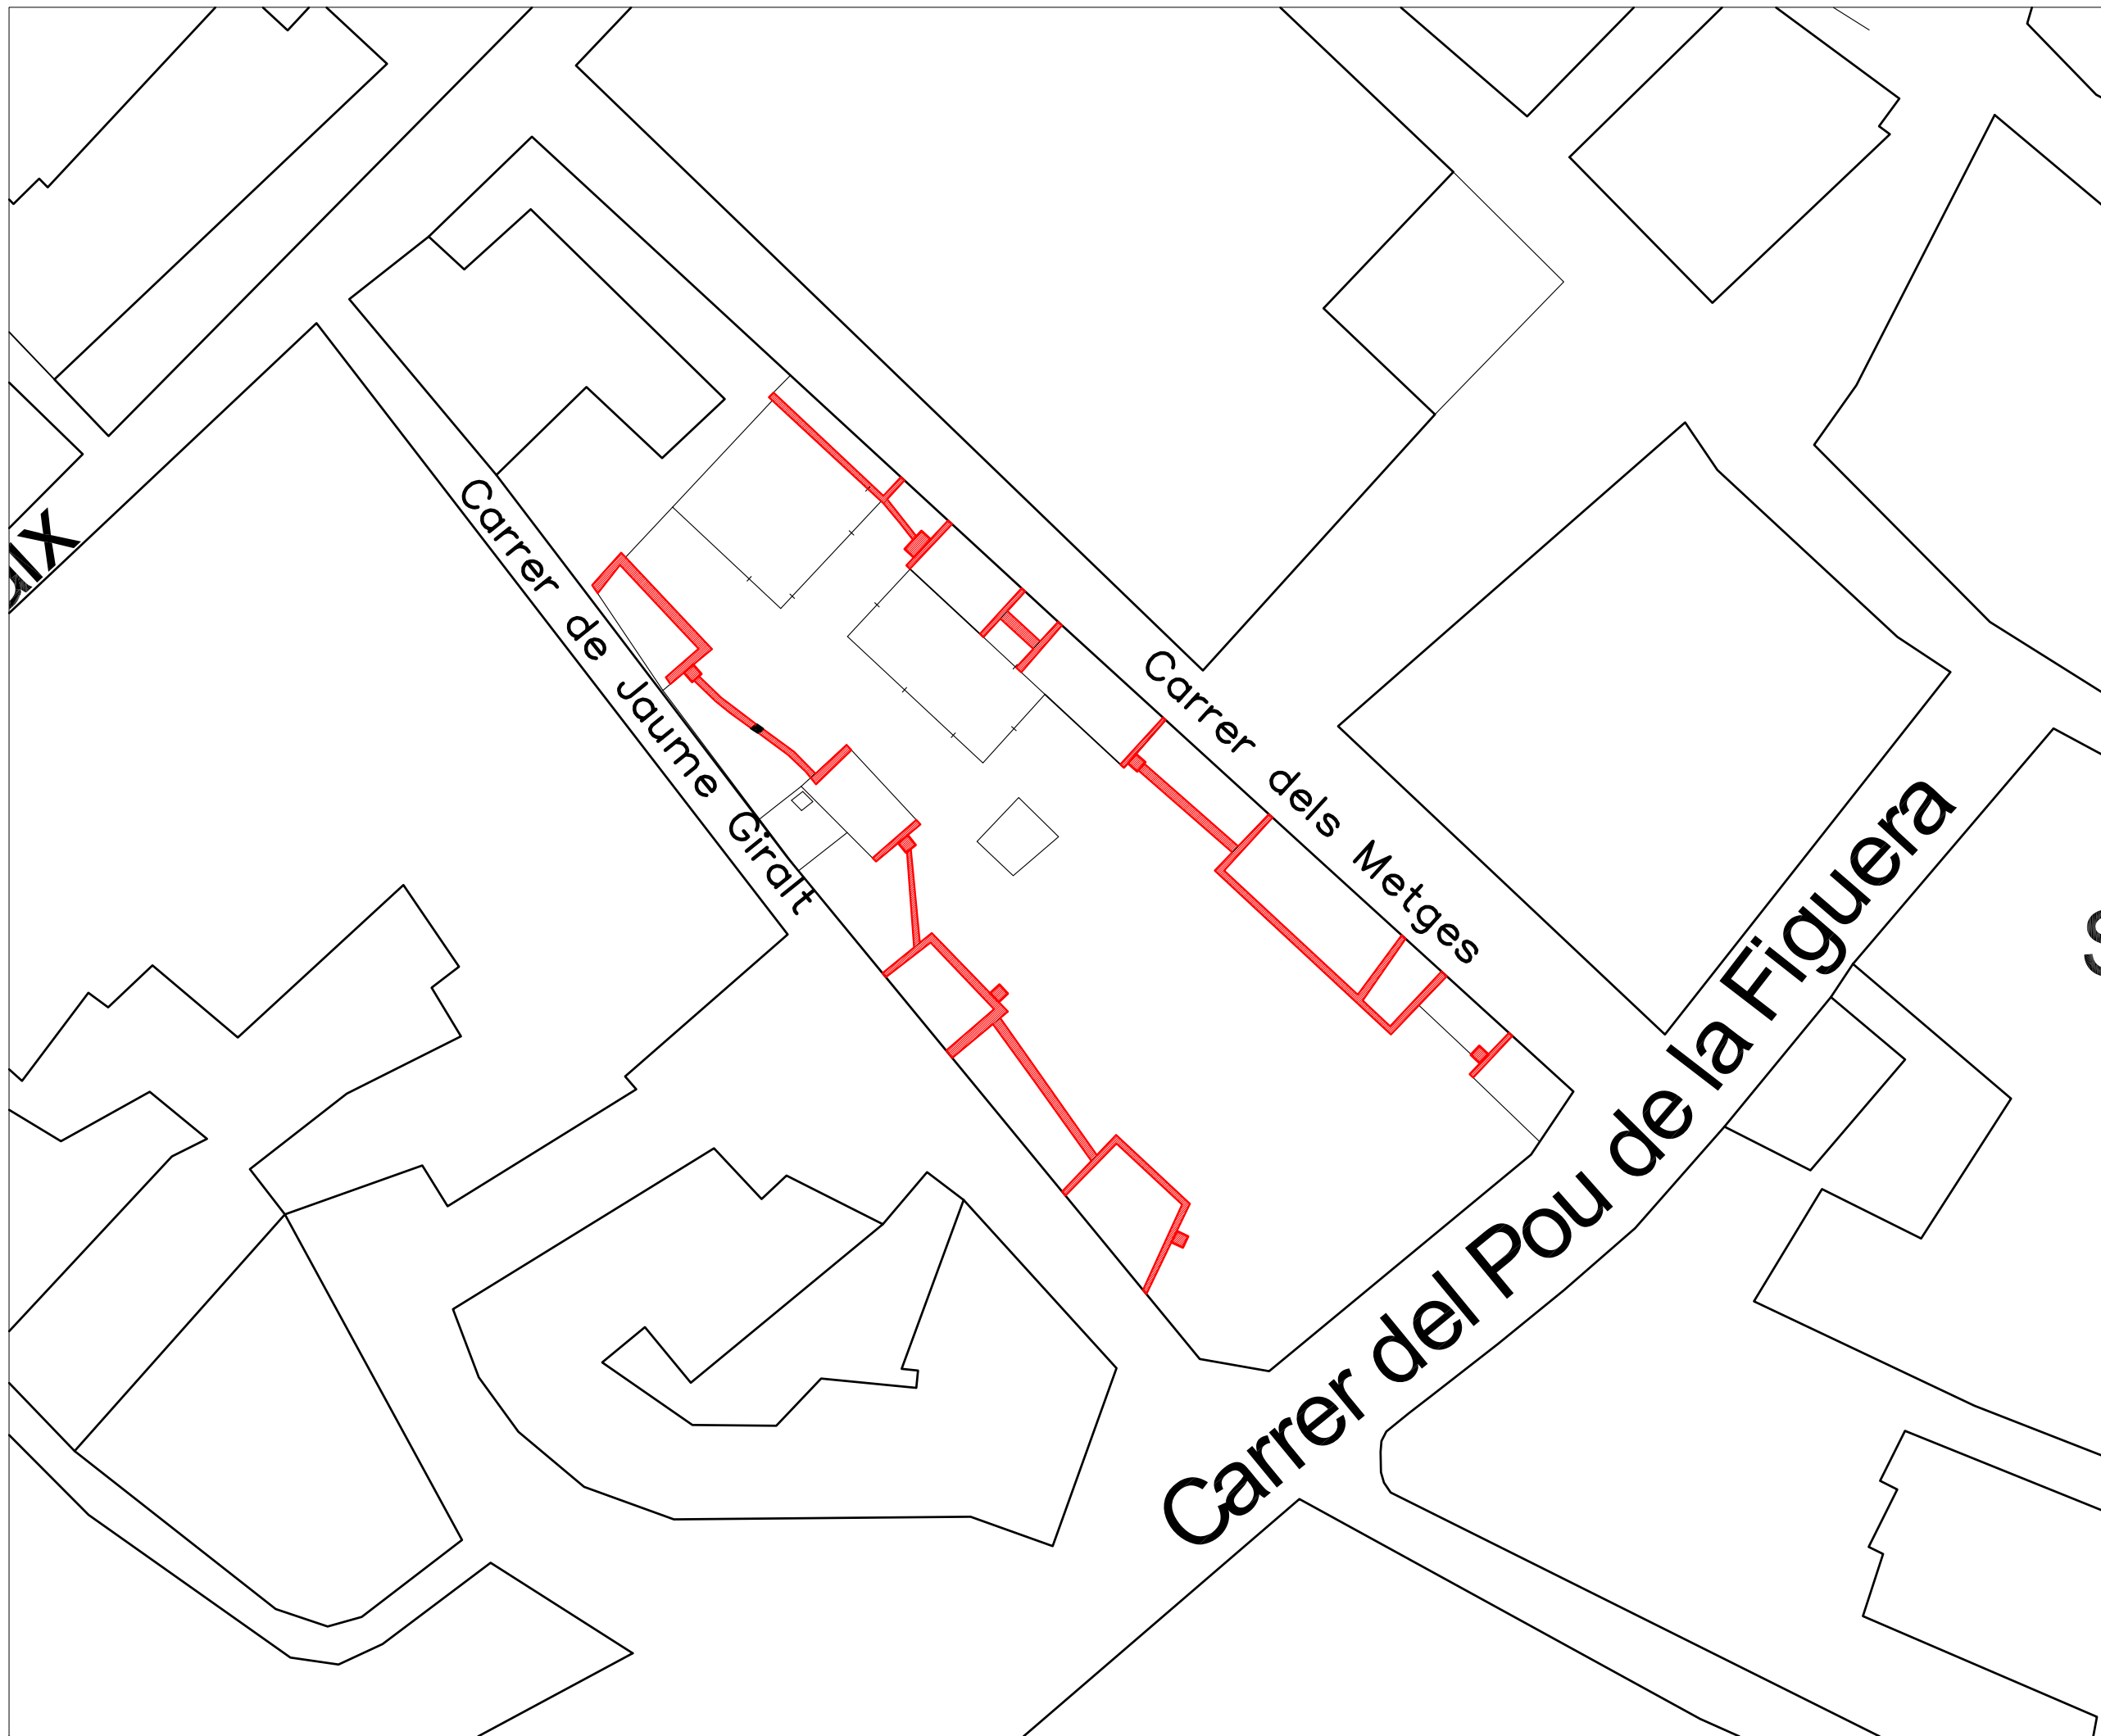 Carrer de Jaume Giralt
Carrer dels Metges
Carrer del Pou de la Figuera